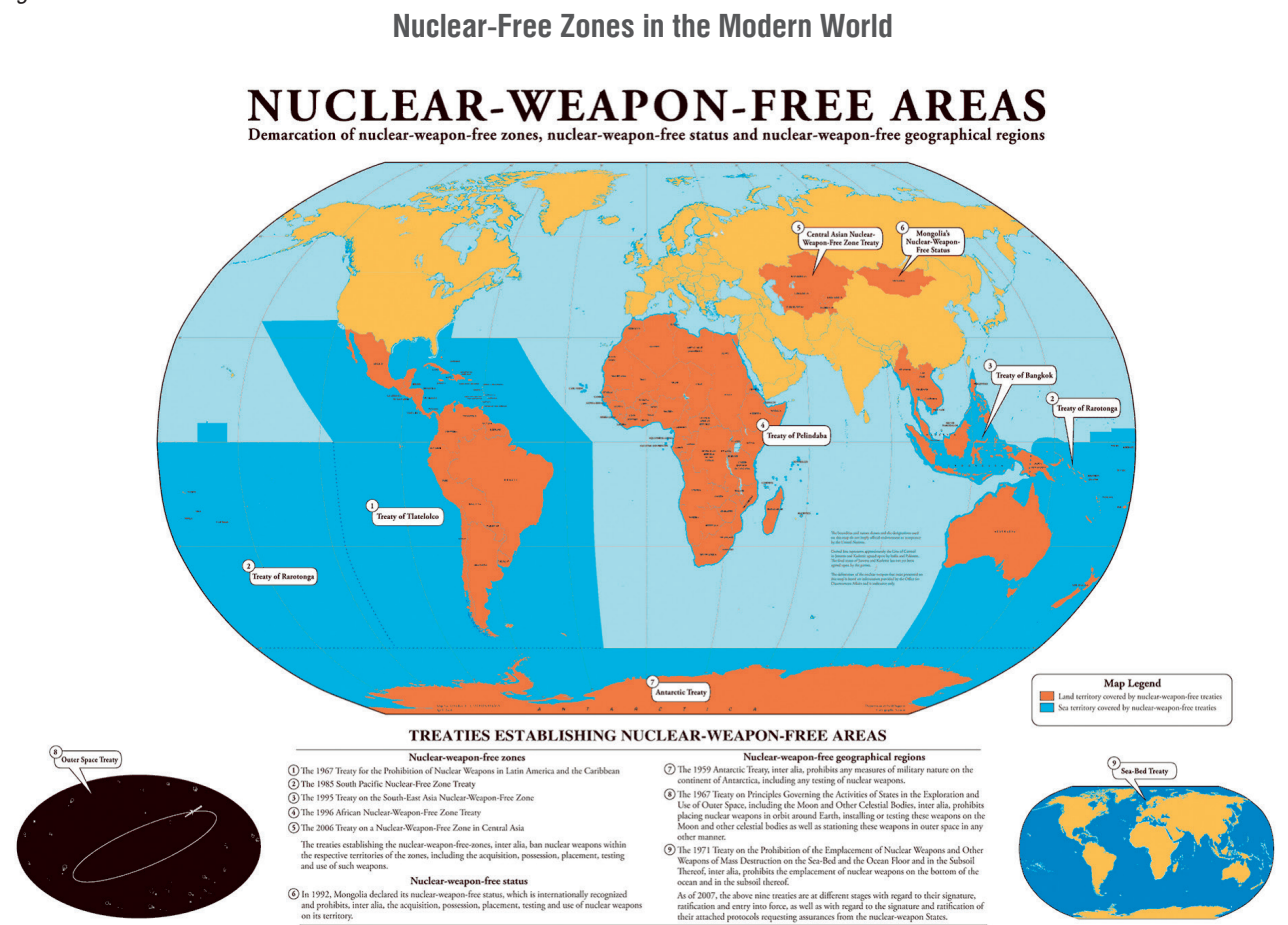 Nuclear-Free Zones in the Modern World
NUCLEAR-WEAPON-FREE AREAS
Demarcation of nuclear-weapon-free zones, nuclear-weapon-free status and nuclear-weapon-free geographical regions
5
Central Asian Nuclear-
Weapon-Free Zone Treaty
6
Mongolia's
Nuclear-Weapon-
Free Status
3
Treaty of Bangkok
2
Treaty of Rarotonga
4
Treaty of Pelindaba
1
Treaty of Tlatelolco
2
Treaty of Rarotonga
7
Antarctic Treaty
ANTARCTICA
Map Legend
Land territory covered by nuclear-weapon-free treaties
Sea territory covered by nuclear-weapon-free treaties
8
Outer Space Treaty
9
Sea-Bed Treaty
TREATIES ESTABLISHING NUCLEAR-WEAPON-FREE AREAS
Nuclear-weapon-free zones
1 The 1967 Treaty for the Prohibition of Nuclear Weapons in Latin America and the Caribbean
2 The 1985 South Pacific Nuclear-Free Zone Treaty
3 The 1995 Treaty on the South-East Asia Nuclear-Weapon-Free Zone
4 The 1996 African Nuclear-Weapon-Free Zone Treaty
5 The 2006 Treaty on a Nuclear-Weapon-Free Zone in Central Asia
The treaties establishing the nuclear-weapon-free-zones, inter alia, ban nuclear weapons within
the respective territories of the zones, including the acquisition, possession, placement, testing
and use of such weapons.
Nuclear-weapon-free status
6 In 1992, Mongolia declared its nuclear-weapon-free status, which is internationally recognized
and prohibits, inter alia, the acquisition, possession, placement, testing and use of nuclear weapons
on its territory.
Nuclear-weapon-free geographical regions
7 The 1959 Antarctic Treaty, inter alia, prohibits any measures of military nature on the
continent of Antarctica, including any testing of nuclear weapons.
8 The 1967 Treaty on Principles Governing the Activities of States in the Exploration and
Use of Outer Space, including the Moon and Other Celestial Bodies, inter alia, prohibits
placing nuclear weapons in orbit around Earth, installing or testing these weapons on the
Moon and other celestial bodies as well as stationing these weapons in outer space in any
other manner.
9 The 1971 Treaty on the Prohibition of the Emplacement of Nuclear Weapons and Other
Weapons of Mass Destruction on the Sea-Bed and the Ocean Floor and in the Subsoil
Thereof, inter alia, prohibits the emplacement of nuclear weapons on the bottom of the
ocean and in the subsoil thereof.
As of 2007, the above nine treaties are at different stages with regard to their signature,
ratification and entry into force, as well as with regard to the signature and ratification of
their attached protocols requesting assurances from the nuclear-weapon States.